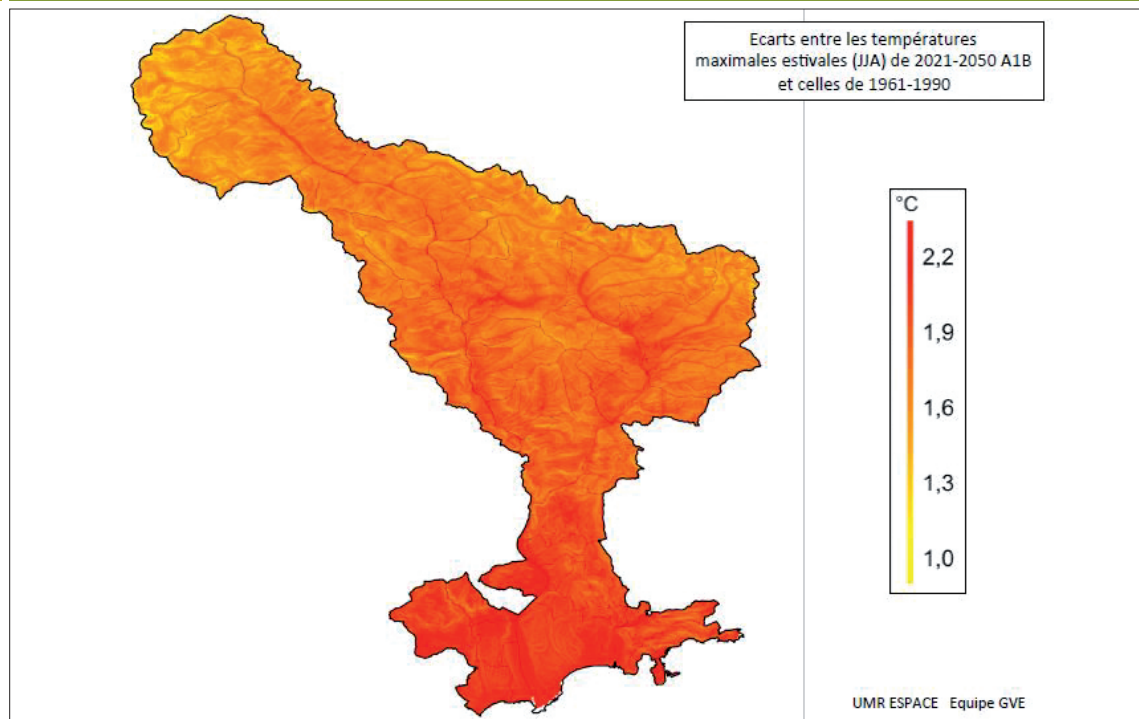 Ecarts entre les températures
maximales estivales (JJA) de 2021-2050 A1B
et celles de 1961-1990
°C
2,2
1,9
1,6
1,3
1,0
UMR ESPACE Equipe GVE